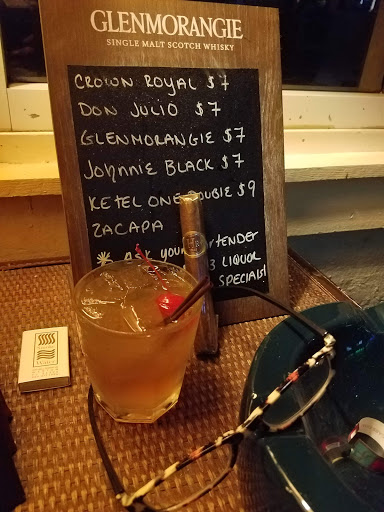 GLENMORANGIE
SINGLE MALT SCOTCH WHISKY
CROWN ROYAL $7
DON JULIO $7
GLENMORANGIE $7
JOHNNIE BLACK $7
KETEL ONE DOUBLE $9
ZACAPA
* ASK YOUR BARTENDER
$3 LIQUOR
SPECIALS!